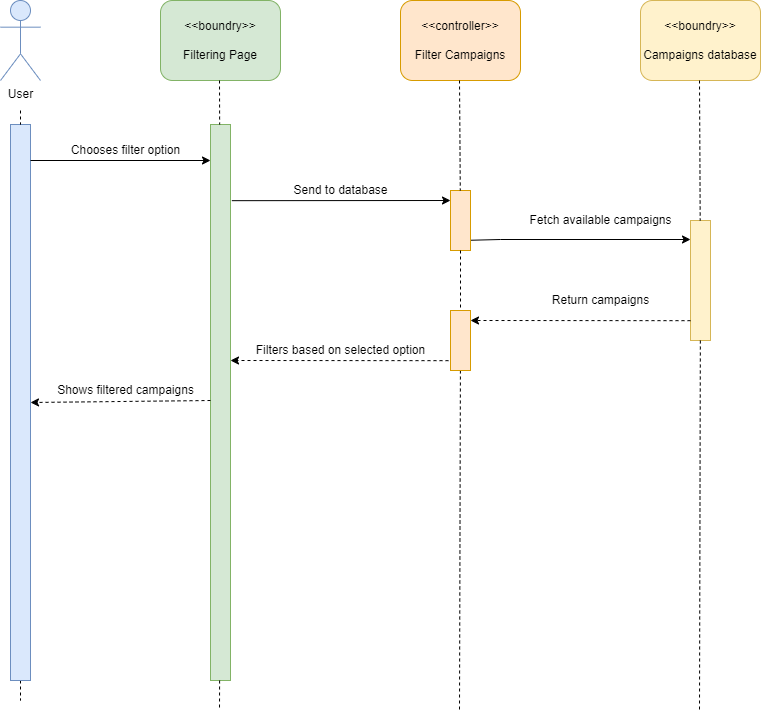 <<boundry>>
Filtering Page
<<controller>>
Filter Campaigns
<<boundry>>
Campaigns database
User
Chooses filter option
Send to database
Fetch available campaigns
Return campaigns
Filters based on selected option
Shows filtered campaigns